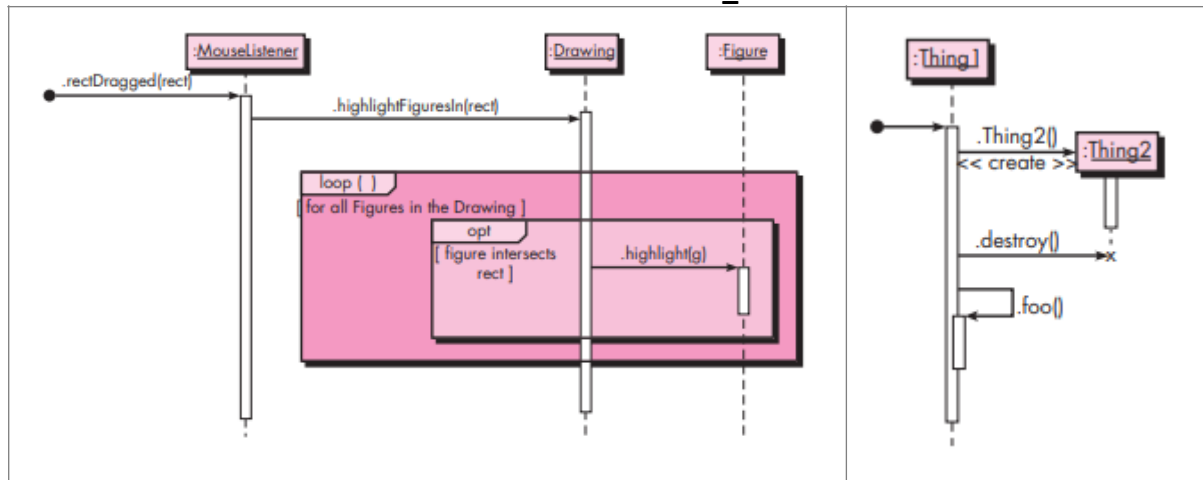 :MouseListener
:Drawing
:Figure
.rectDragged(rect)
.highlightFiguresIn(rect)
loop ( )
[ for all Figures in the Drawing ]
opt
[ figure intersects
rect ]
.highlight(g)
:Thing]
.Thing2()
<< create >>
:Thing2
.destroy()
x
.foo()